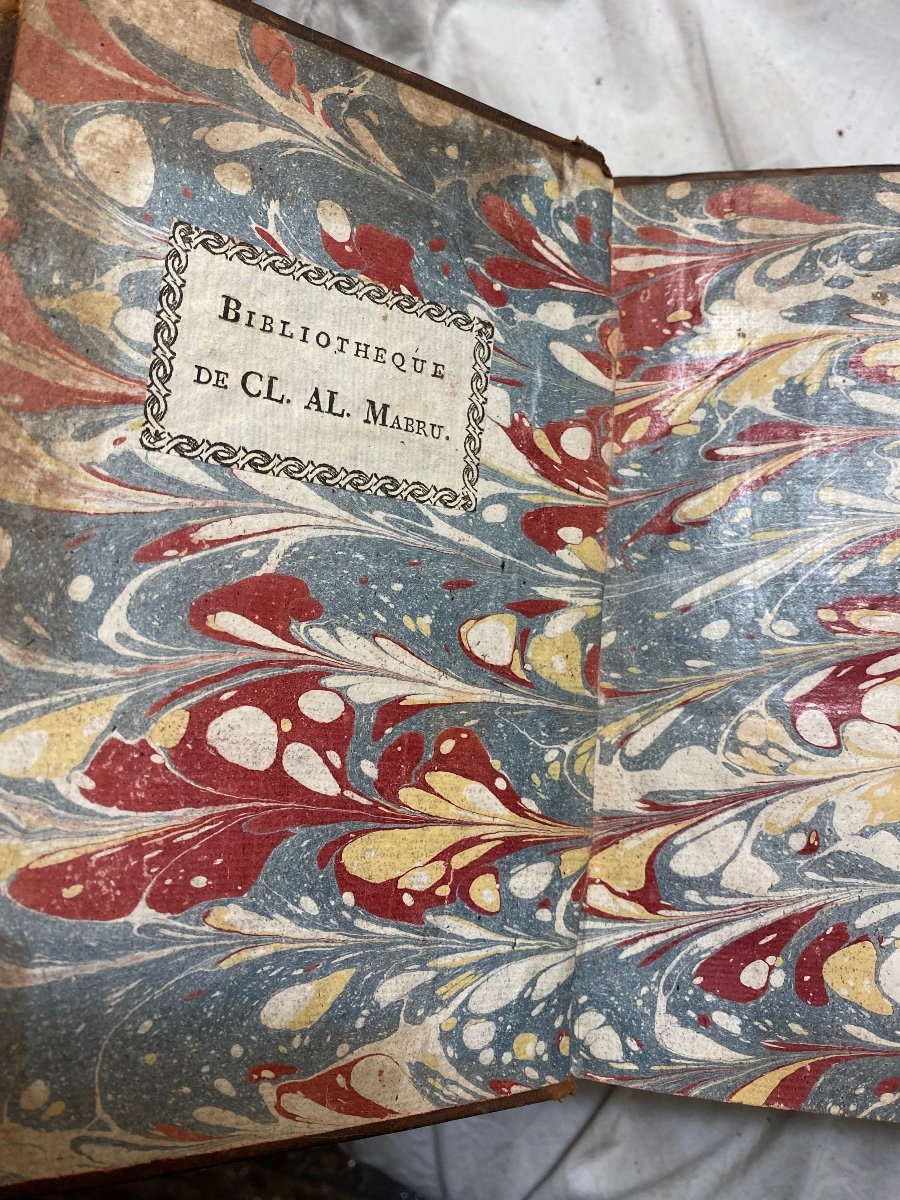 BIBLIOTHEQUE
DE CL. AL. MABRU.